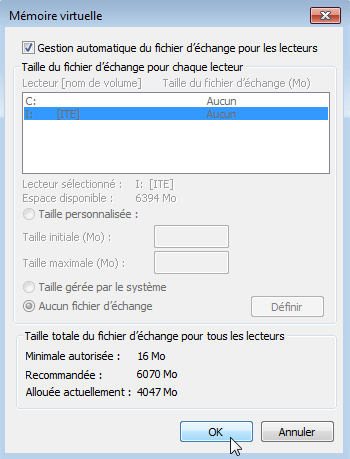 Mémoire virtuelle
Gestion automatique du fichier d'échange pour les lecteurs
Taille du fichier d'échange pour chaque lecteur
Lecteur [nom de volume] Taille du fichier d'échange (Mo)
C: Aucun
I: [ITE] Aucun
Lecteur sélectionné : I: [ITE]
Espace disponible : 6394 Mo
Taille personnalisée :
Taille initiale (Mo) :
Taille maximale (Mo) :
Taille gérée par le système
Aucun fichier d'échange Définir
Taille totale du fichier d'échange pour tous les lecteurs
Minimale autorisée : 16 Mo
Recommandée : 6070 Mo
Allouée actuellement : 4047 Mo
OK Annuler